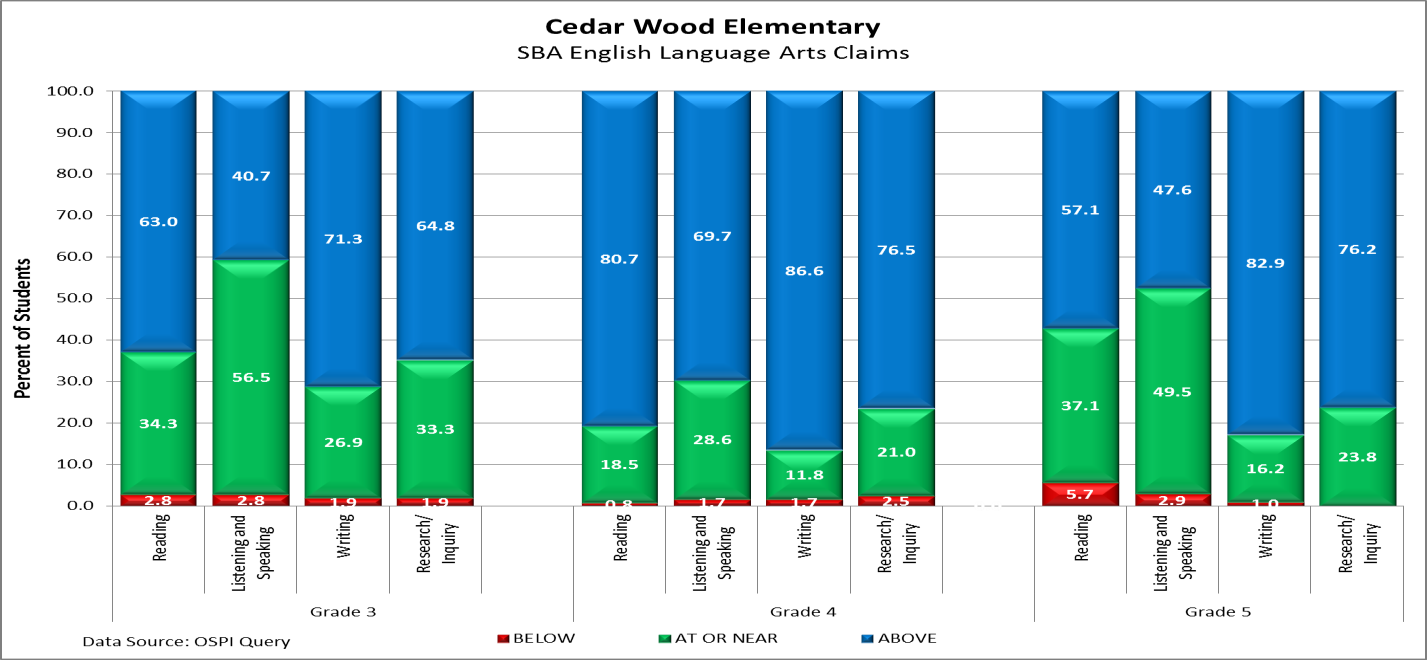 Cedar Wood Elementary
SBA English Language Arts Claims
Percent of Students
100.0
90.0
80.0
70.0
60.0
50.0
40.0
30.0
20.0
10.0
0.0
63.0
34.3
2.8
40.7
56.5
2.8
71.3
26.9
1.9
64.8
33.3
1.9
80.7
18.5
0.8
69.7
28.6
1.7
86.6
11.8
1.7
76.5
21.0
2.5
57.1
37.1
5.7
47.6
49.5
2.9
82.9
16.2
1.0
76.2
23.8
Reading
Listening and
Speaking
Writing
Research/
Inquiry
Reading
Listening and
Speaking
Writing
Research/
Inquiry
Reading
Listening and
Speaking
Writing
Research/
Inquiry
Grade 3
Grade 4
Grade 5
Data Source: OSPI Query
BELOW
AT OR NEAR
ABOVE